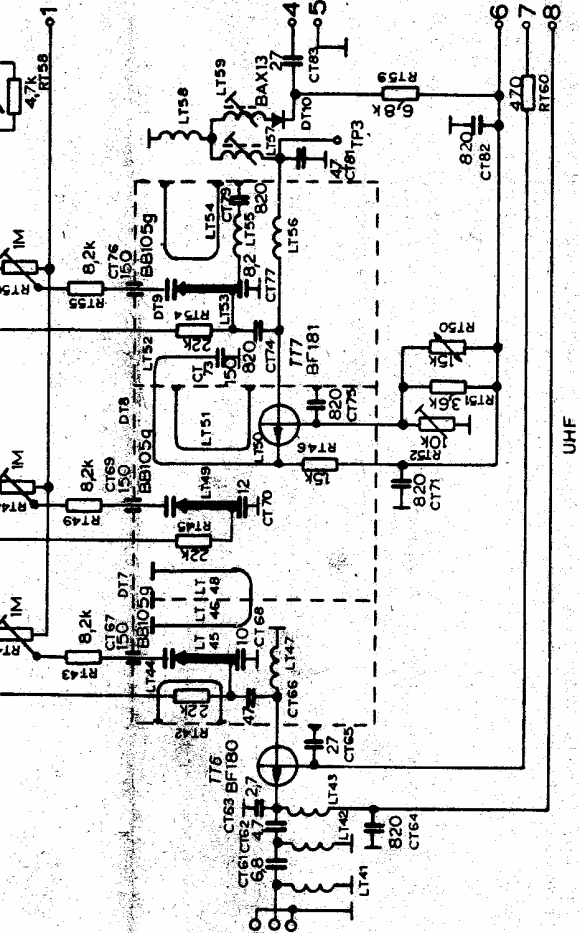 1
4
5
6
7
8
4,7k
RT58
LT58
LT59
BAX13
27
CT83
DT10
LT57
RT59
6,8k
470
RT60
820
CT82
TP3
47
CT81
1M
8,2k
RT55
CT76
150
BB105g
DT9
LT54
CT79
820
LT55
LT56
LT53
8,2
CT77
RT54
22k
LT52
CT73
150
820
CT74
TT7
BF181
RT50
15k
RT51
3,6k
10k
RT52
820
CT75
DT8
LT51
LT50
RT46
1,5k
820
CT71
1M
8,2k
RT49
CT69
150
BB105g
LT49
12
CT70
RT45
22k
UHF
1M
8,2k
RT43
CT67
150
BB105g
DT7
LT48
LT46
LT45
10
CT68
LT44
LT47
CT66
47
22k
RT42
27
CT65
TT6
BF180
2,7
CT63
LT43
CT62
4,7
LT42
820
CT64
CT61
6,8
LT41